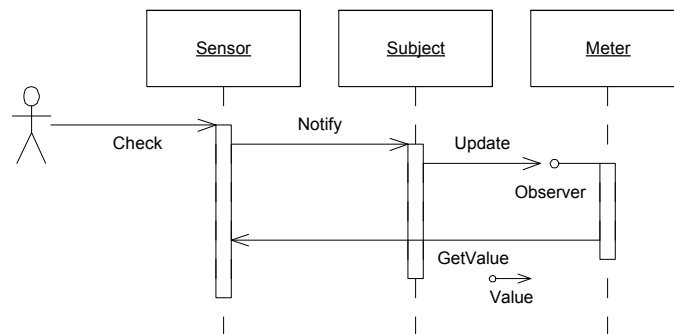 Sensor
Subject
Meter
Check
Notify
Update
Observer
GetValue
Value